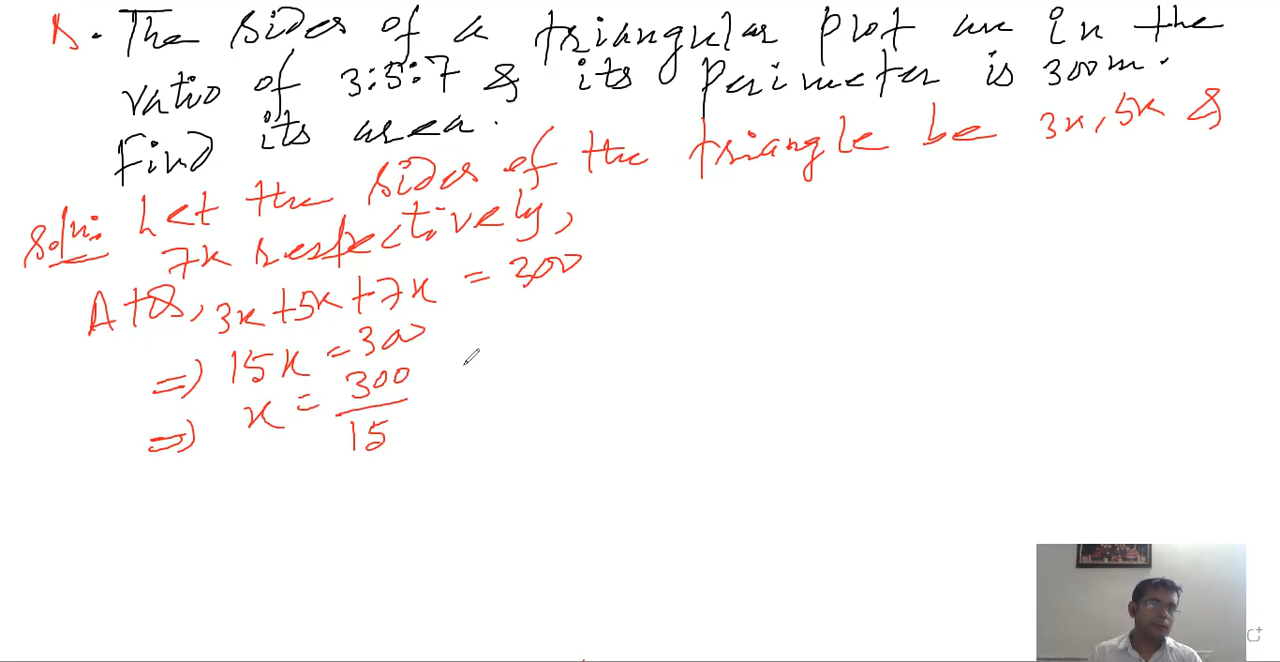 s. The sides of a triangular plot are in the
ratio of 3:5:7 & its perimeter is 300m.
Find its area.
Soln: Let the sides of the triangle be 3x, 5x &
7x respectively,
AtQ, 3x+5x+7x = 300
=> 15x = 300
=> x = 300/15